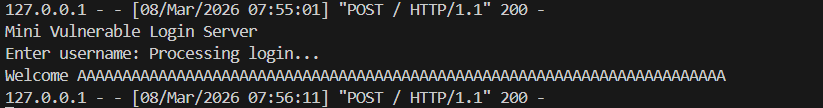 127.0.0.1 - - [08/Mar/2026 07:55:01] "POST / HTTP/1.1" 200 -
Mini Vulnerable Login Server
Enter username: Processing login...
Welcome AAAAAAAAAAAAAAAAAAAAAAAAAAAAAAAAAAAAAAAAAAAAAAAAAAAAAAAAAAAAAAAAAAAAAAAA
127.0.0.1 - - [08/Mar/2026 07:56:11] "POST / HTTP/1.1" 200 -